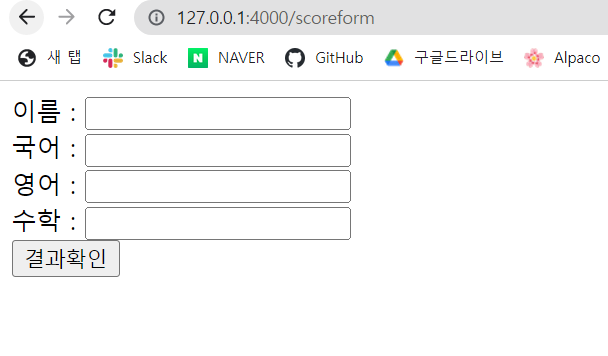 127.0.0.1:4000/scoreform
새 탭 Slack NAVER GitHub 구글드라이브 Alpaco
이름 :
국어 :
영어 :
수학 :
결과확인